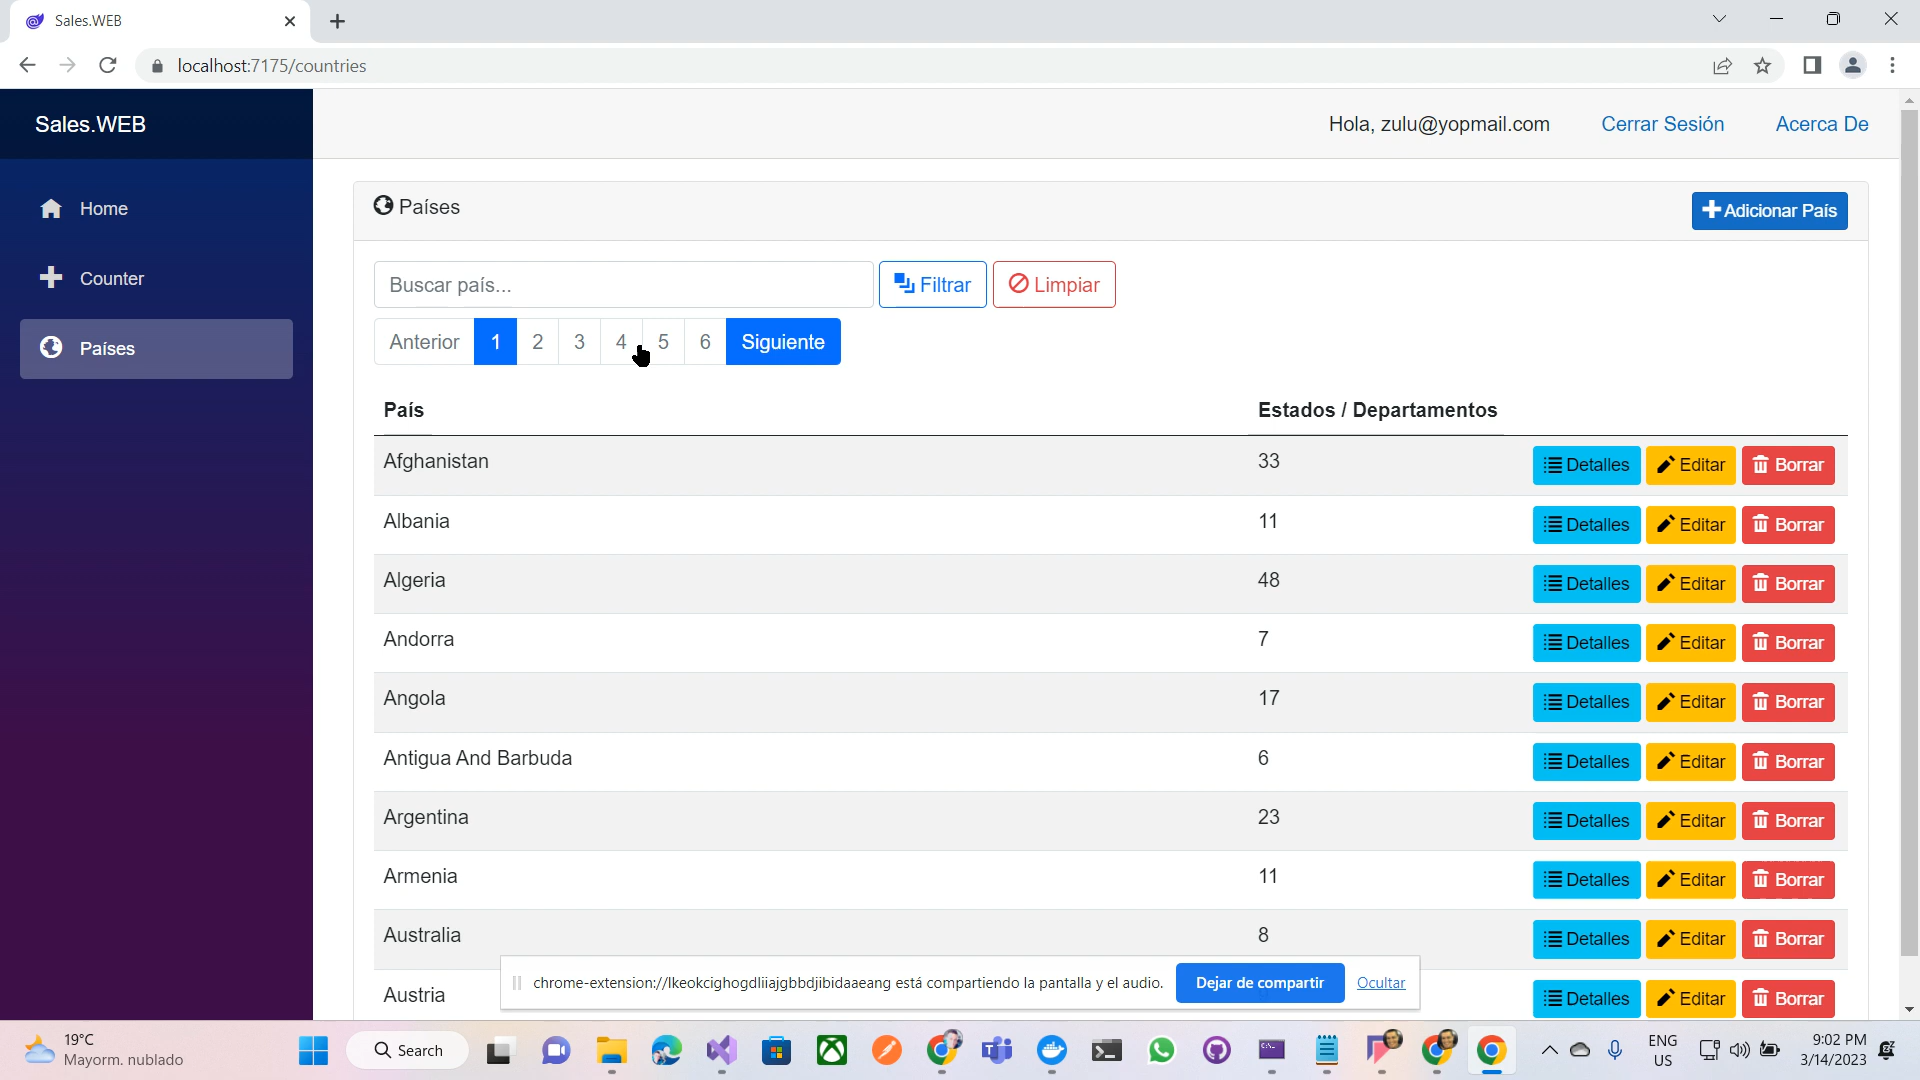 Sales.WEB
localhost:7175/countries
Sales.WEB
Hola, zulu@yopmail.com Cerrar Sesión Acerca De
Home
Counter
Países
Países
Adicionar País
Buscar país...
Filtrar
Limpiar
Anterior 1 2 3 4 5 6 Siguiente
País Estados / Departamentos
Afghanistan 33 Detalles Editar Borrar
Albania 11 Detalles Editar Borrar
Algeria 48 Detalles Editar Borrar
Andorra 7 Detalles Editar Borrar
Angola 17 Detalles Editar Borrar
Antigua And Barbuda 6 Detalles Editar Borrar
Argentina 23 Detalles Editar Borrar
Armenia 11 Detalles Editar Borrar
Australia 8 Detalles Editar Borrar
Austria Detalles Editar Borrar
chrome-extension://lkeokcighogdliiajgbbdjibidaaeang está compartiendo la pantalla y el audio. Dejar de compartir Ocultar
19°C
Mayorm. nublado
Search
ENG
US
9:02 PM
3/14/2023